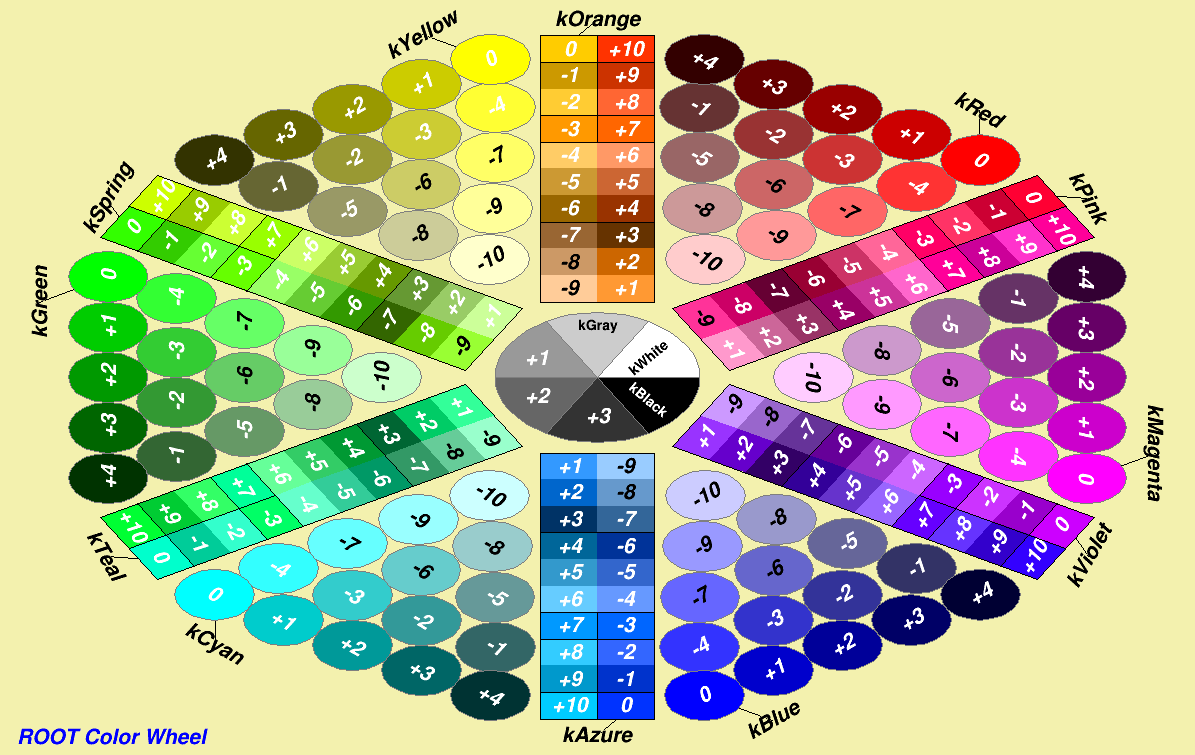 kOrange
0 +10
-1 +9
-2 +8
-3 +7
-4 +6
-5 +5
-6 +4
-7 +3
-8 +2
-9 +1
kYellow
0
+1 -4
+2 -3 -7
+3 -2 -6 -9
+4 -1 -5 -8 -10
kRed
+4 +3 +2 +1 0
-1 -2 -3 -4
-5 -6 -7
-8 -9
-10
kSpring
+10 +9 +8 +7 +6 +5 +4 +3 +2 +1
0 -1 -2 -3 -4 -5 -6 -7 -8 -9
kPink
-9 -8 -7 -6 -5 -4 -3 -2 -1 0
+1 +2 +3 +4 +5 +6 +7 +8 +9 +10
kGreen
0 -4 -7 -9 -10
+1 -3 -6 -8
+2 -2 -5
+3 -1
+4
kGray
kWhite
kBlack
+1
+2
+3
kMagenta
-10 -8 -5 -1 +4
-9 -6 -2 +3
-7 -3 +2
-4 +1
0
kTeal
+10 +9 +8 +7 +6 +5 +4 +3 +2 +1
0 -1 -2 -3 -4 -5 -6 -7 -8 -9
kViolet
-9 -8 -7 -6 -5 -4 -3 -2 -1 0
+1 +2 +3 +4 +5 +6 +7 +8 +9 +10
kCyan
0 -4 -7 -9 -10
+1 -3 -6 -8
+2 -2 -5
+3 -1
+4
+1 -9
+2 -8
+3 -7
+4 -6
+5 -5
+6 -4
+7 -3
+8 -2
+9 -1
+10 0
kAzure
-10 -8 -5 -1 +4
-9 -6 -2 +3
-7 -3 +2
-4 +1
0
kBlue
ROOT Color Wheel